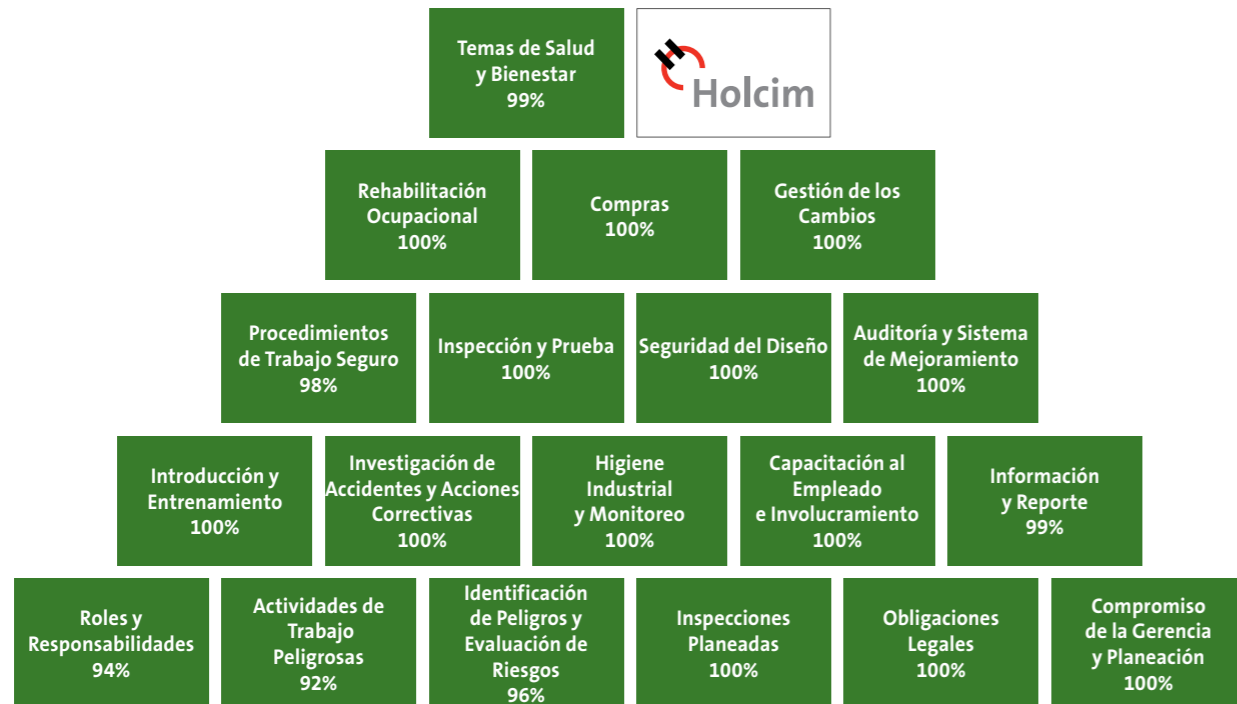 Temas de Salud
y Bienestar
99%
Holcim
Rehabilitación
Ocupacional
100%
Compras
100%
Gestión de los
Cambios
100%
Procedimientos
de Trabajo Seguro
98%
Inspección y Prueba
100%
Seguridad del Diseño
100%
Auditoría y Sistema
de Mejoramiento
100%
Introducción y
Entrenamiento
100%
Investigación de
Accidentes y Acciones
Correctivas
100%
Higiene
Industrial
y Monitoreo
100%
Capacitación al
Empleado
e Involucramiento
100%
Información
y Reporte
99%
Roles y
Responsabilidades
94%
Actividades de
Trabajo
Peligrosas
92%
Identificación
de Peligros y
Evaluación de
Riesgos
96%
Inspecciones
Planeadas
100%
Obligaciones
Legales
100%
Compromiso
de la Gerencia
y Planeación
100%